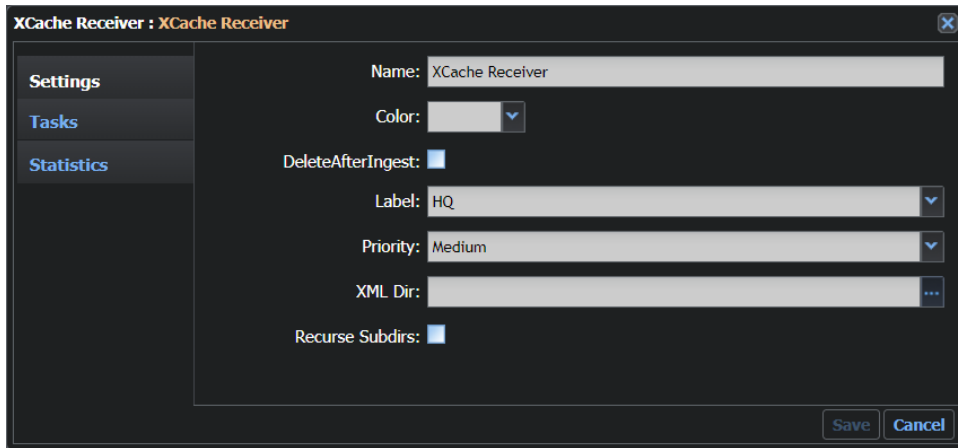 XCache Receiver : XCache Receiver
Settings
Tasks
Statistics
Name: XCache Receiver
Color:
DeleteAfterIngest:
Label: HQ
Priority: Medium
XML Dir:
...
Recurse Subdirs:
Save Cancel